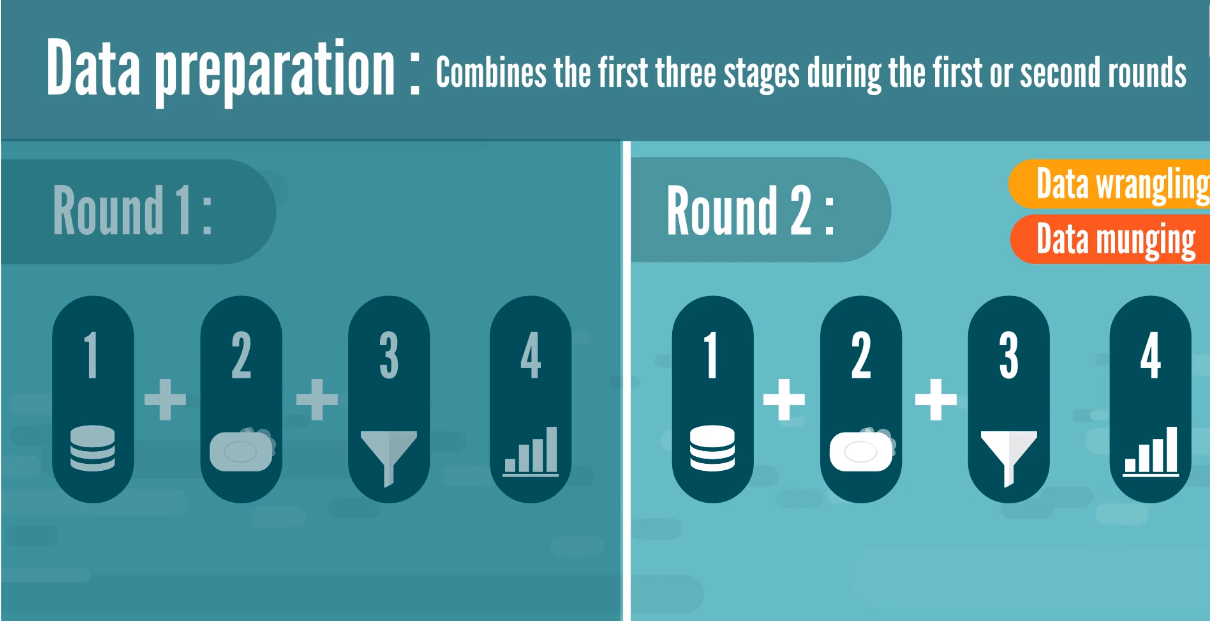 Data preparation : Combines the first three stages during the first or second rounds
Round 1 :
1 + 2 + 3 4
Round 2 :
Data wrangling
Data munging
1 + 2 + 3 4